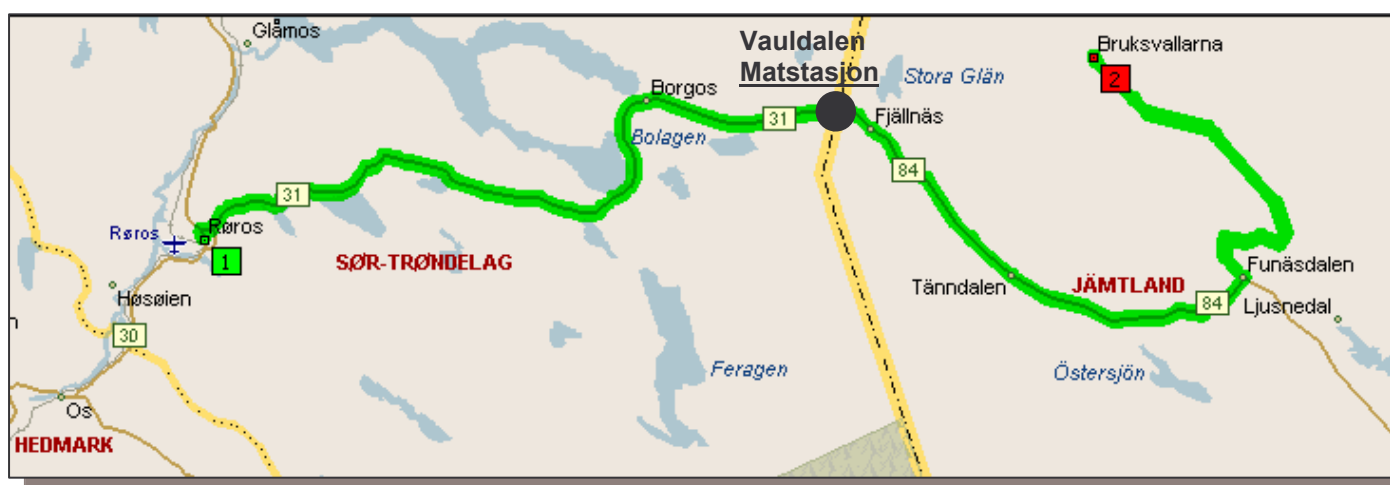 Glåmos
Vauldalen
Matstasjon
Bruksvallarna
2
Stora Glän
Borgos
31
Fjällnäs
Bolagen
84
31
Røros
Røros
1
SØR-TRØNDELAG
Tänndalen
JÄMTLAND
Funäsdalen
Høsøien
84
Ljusnedal
n
30
Feragen
Östersjön
Os
HEDMARK